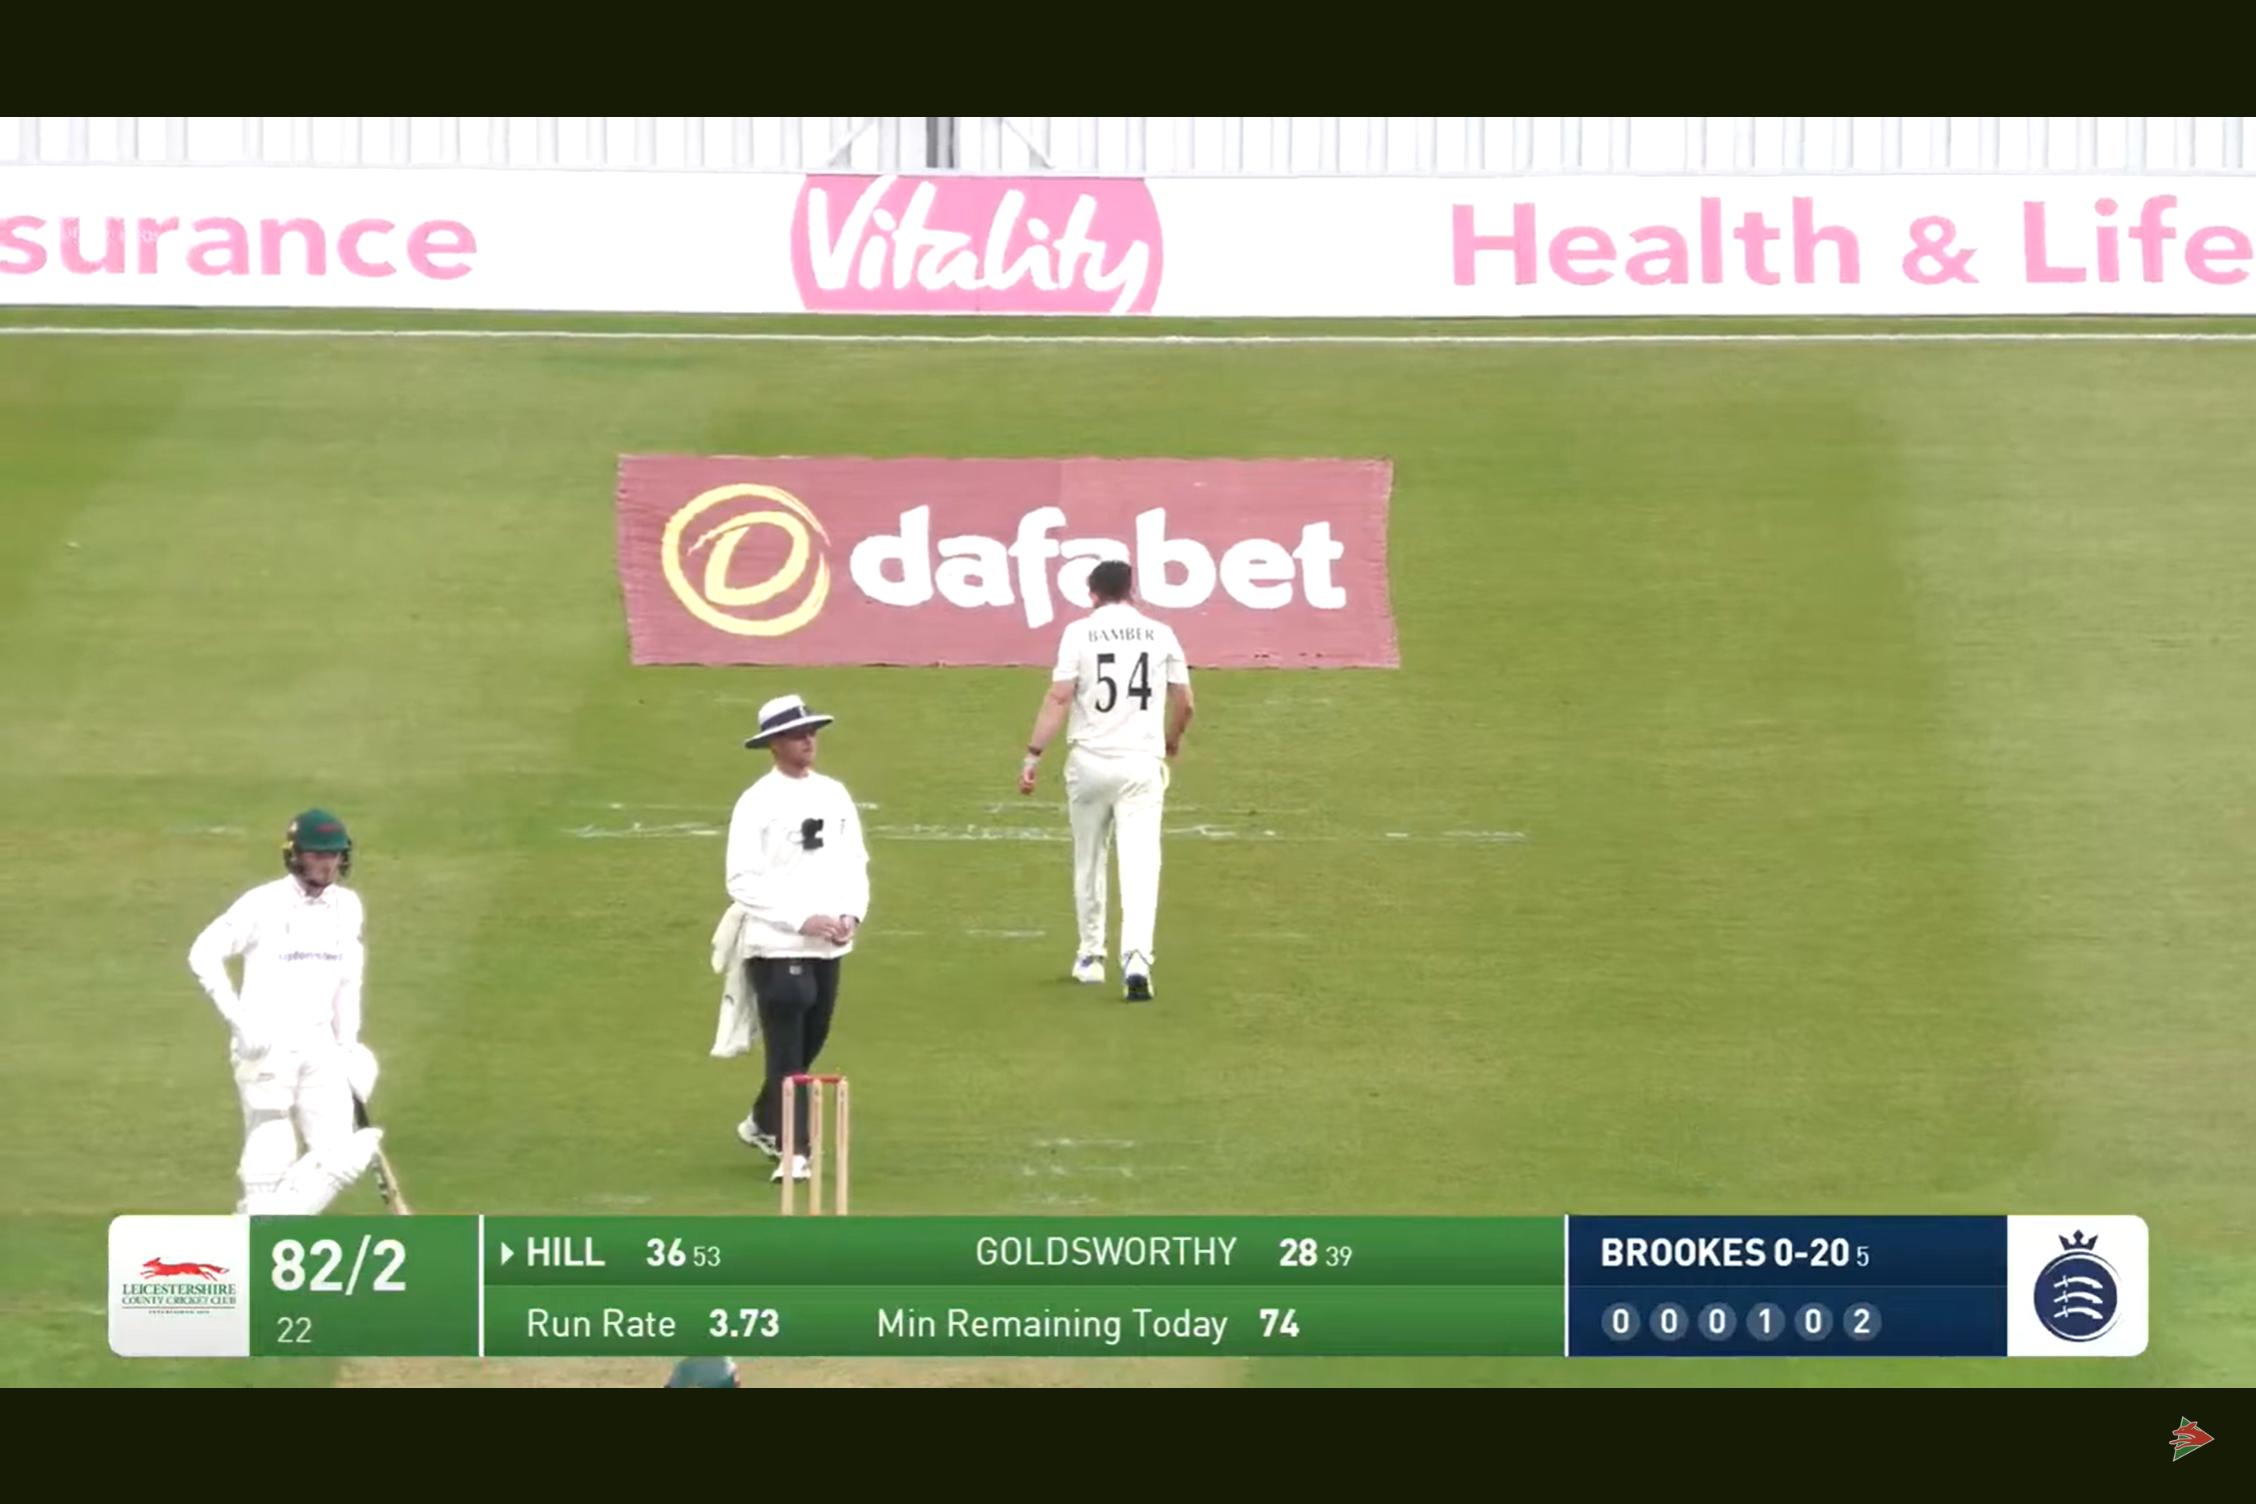 surance
Vitality
Health & Life
dafabet
BAMBER
54
LEICESTERSHIRE
COUNTY CRICKET CLUB
82/2
22
HILL 36 53
GOLDSWORTHY 28 39
Run Rate 3.73
Min Remaining Today 74
BROOKES 0-20 5
0 0 0 1 0 2